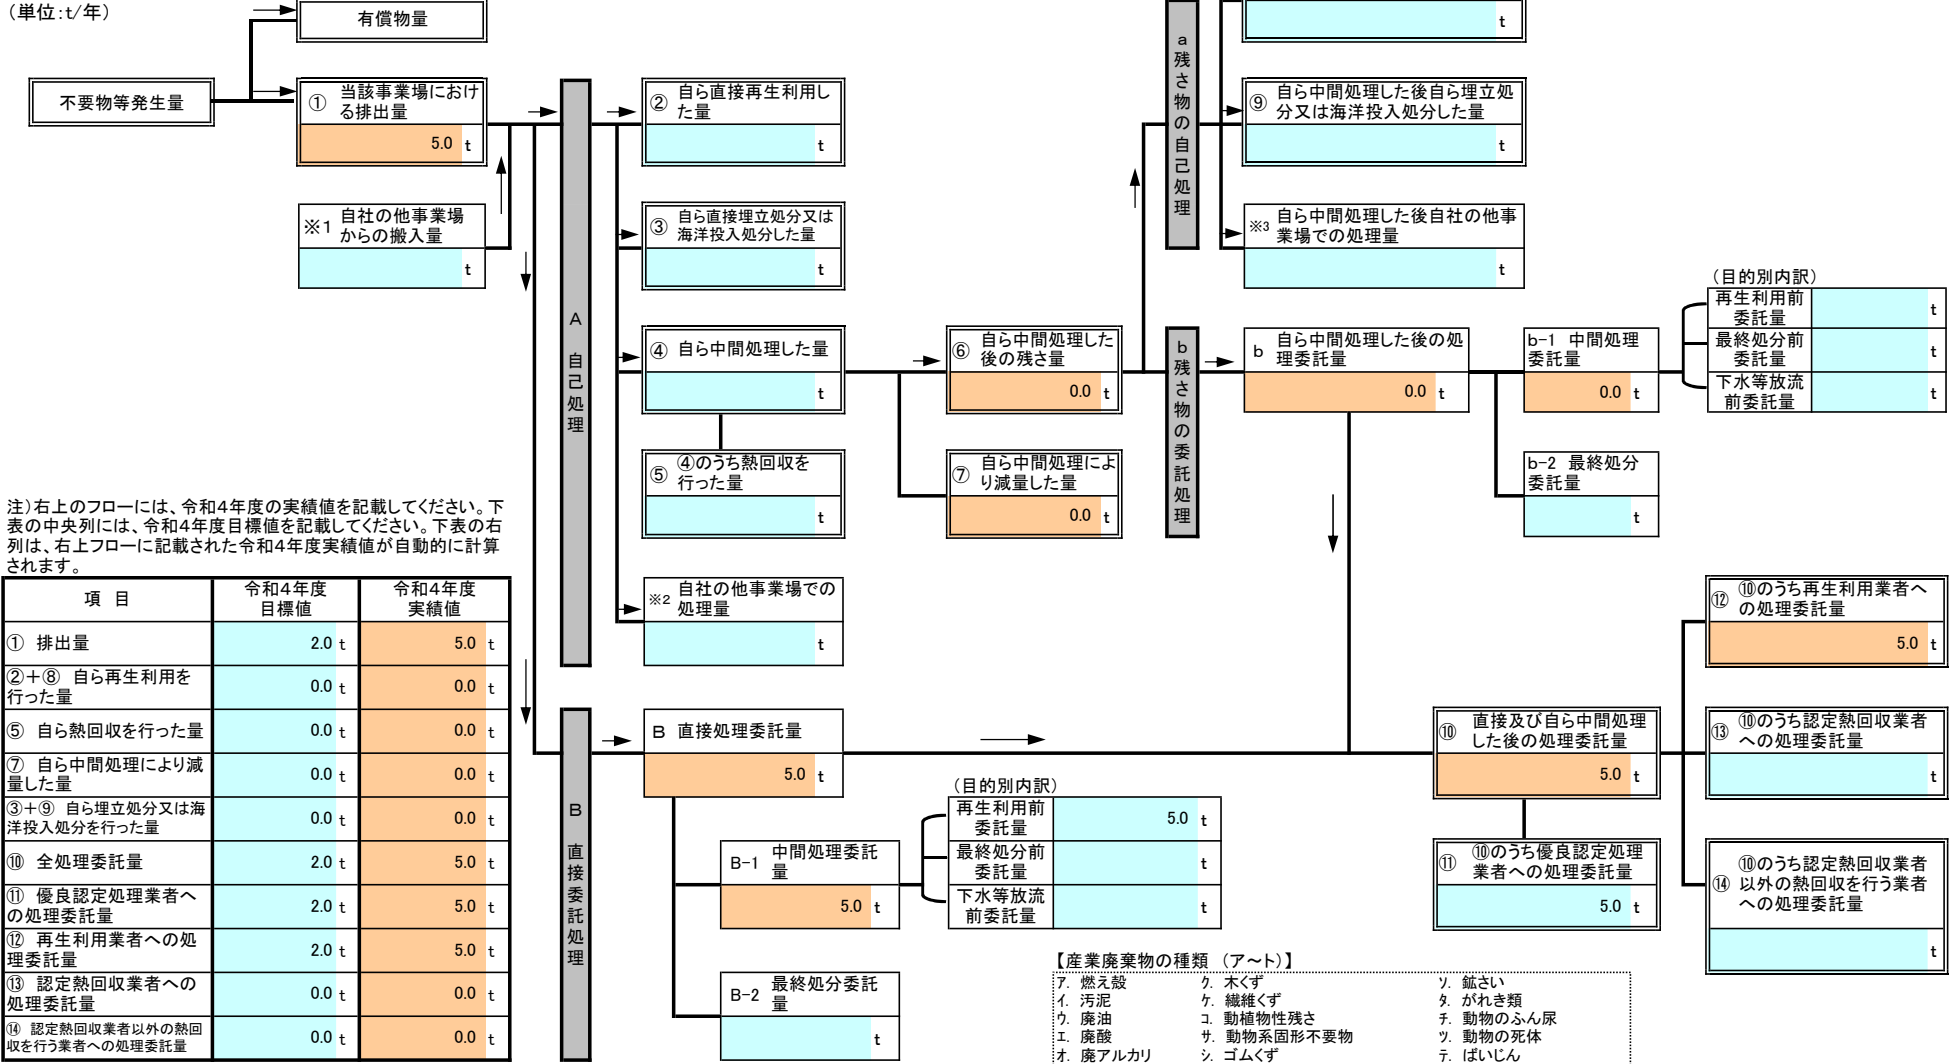 (単位:t/年)
有償物量
t
不要物等発生量
①
当該事業場におけ
る排出量
5.0 t
②
自ら直接再生利用し
た量
t
a
残さ物の自己処理
⑨
自ら中間処理した後自ら埋立処
分又は海洋投入処分した量
t
※1
自社の他事業場
からの搬入量
t
③
自ら直接埋立処分又は
海洋投入処分した量
t
※3
自ら中間処理した後自社の他事
業場での処理量
t
A
自己処理
④ 自ら中間処理した量
t
⑥
自ら中間処理した
後の残さ量
0.0 t
b
残さ物の委託処理
b
自ら中間処理した後の処
理委託量
0.0 t
b-1 中間処理
委託量
0.0 t
(目的別内訳)
再生利用前
委託量
t
最終処分前
委託量
t
下水等放流
前委託量
t
⑤
④のうち熱回収を
行った量
t
⑦
自ら中間処理によ
り減量した量
0.0 t
b-2 最終処分
委託量
t
※2
自社の他事業場での
処理量
t
注)右上のフローには、令和4年度の実績値を記載してください。下
表の中央列には、令和4年度目標値を記載してください。下表の右
列は、右上フローに記載された令和4年度実績値が自動的に計算
されます。
項 目
令和4年度
目標値
令和4年度
実績値
① 排出量 2.0 t 5.0 t
②+⑧ 自ら再生利用を
行った量 0.0 t 0.0 t
⑤ 自ら熱回収を行った量 0.0 t 0.0 t
⑦ 自ら中間処理により減
量した量 0.0 t 0.0 t
③+⑨ 自ら埋立処分又は海
洋投入処分を行った量 0.0 t 0.0 t
⑩ 全処理委託量 2.0 t 5.0 t
⑪ 優良認定処理業者へ
の処理委託量 2.0 t 5.0 t
⑫ 再生利用業者への処
理委託量 2.0 t 5.0 t
⑬ 認定熱回収業者への
処理委託量 0.0 t 0.0 t
⑭ 認定熱回収業者以外の熱回
収を行う業者への処理委託量 0.0 t 0.0 t
B
直接委託処理
B 直接処理委託量
5.0 t
B-1
中間処理委託
量
5.0 t
(目的別内訳)
再生利用前
委託量
5.0 t
最終処分前
委託量
t
下水等放流
前委託量
t
B-2
最終処分委託
量
t
⑩
直接及び自ら中間処理
した後の処理委託量
5.0 t
⑪
⑩のうち優良認定処理
業者への処理委託量
5.0 t
⑫
⑩のうち再生利用業者へ
の処理委託量
5.0 t
⑬
⑩のうち認定熱回収業者
への処理委託量
t
⑭
⑩のうち認定熱回収業者
以外の熱回収を行う業者
への処理委託量
t
【産業廃棄物の種類 (ア~ト)】
ア. 燃え殻
イ. 汚泥
ウ. 廃油
エ. 廃酸
オ. 廃アルカリ
ク. 木くず
ケ. 繊維くず
コ. 動植物性残さ
サ. 動物系固形不要物
シ. ゴムくず
ソ. 鉱さい
タ. がれき類
チ. 動物のふん尿
ツ. 動物の死体
テ. ばいじん